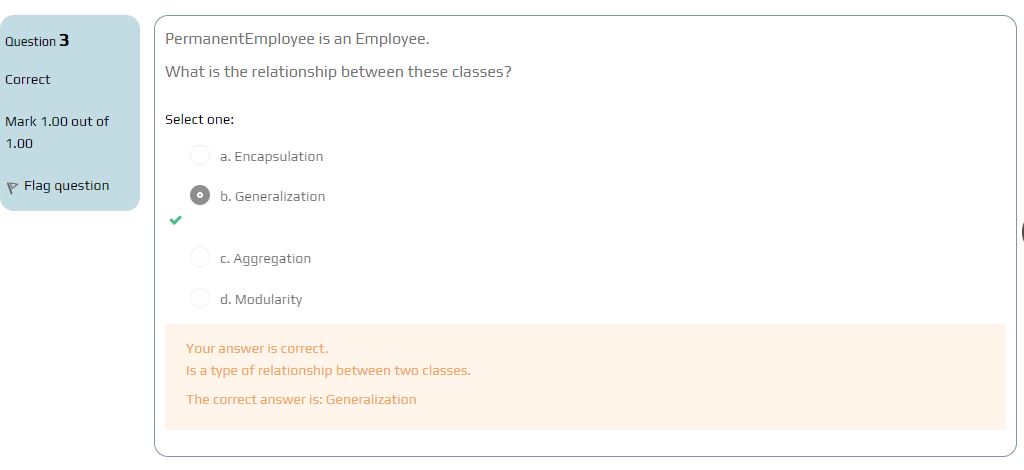 Question 3
Correct
Mark 1.00 out of
1.00
Flag question
PermanentEmployee is an Employee.
What is the relationship between these classes?
Select one:
a. Encapsulation
b. Generalization
c. Aggregation
d. Modularity
Your answer is correct.
Is a type of relationship between two classes.
The correct answer is: Generalization